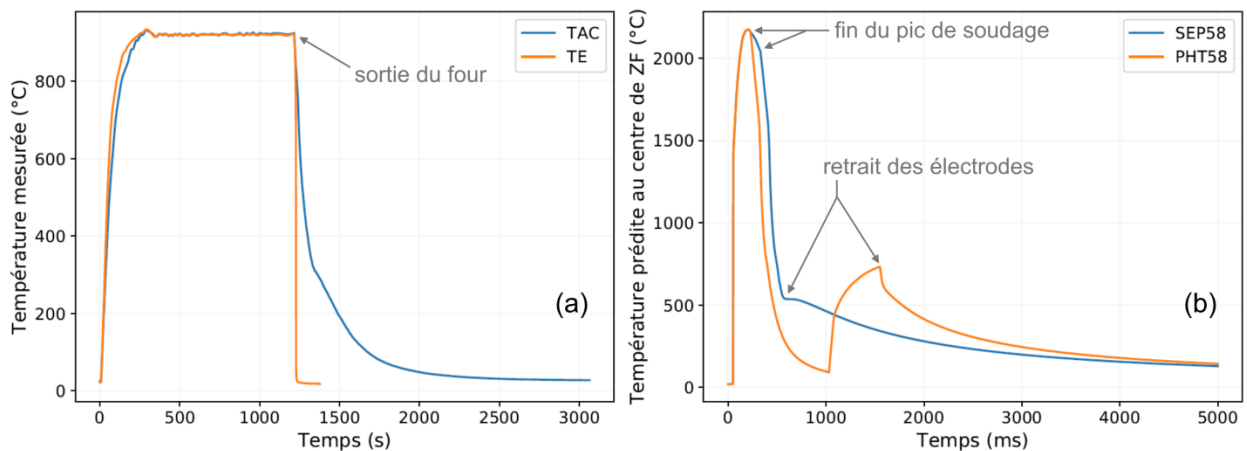 Température mesurée (°C)
800
600
400
200
0
0
500
1000
1500
2000
2500
3000
Temps (s)
TAC
TE
sortie du four
(a)
Température prédite au centre de ZF (°C)
2000
1500
1000
500
0
0
1000
2000
3000
4000
5000
Temps (ms)
SEP58
PHT58
fin du pic de soudage
retrait des électrodes
(b)